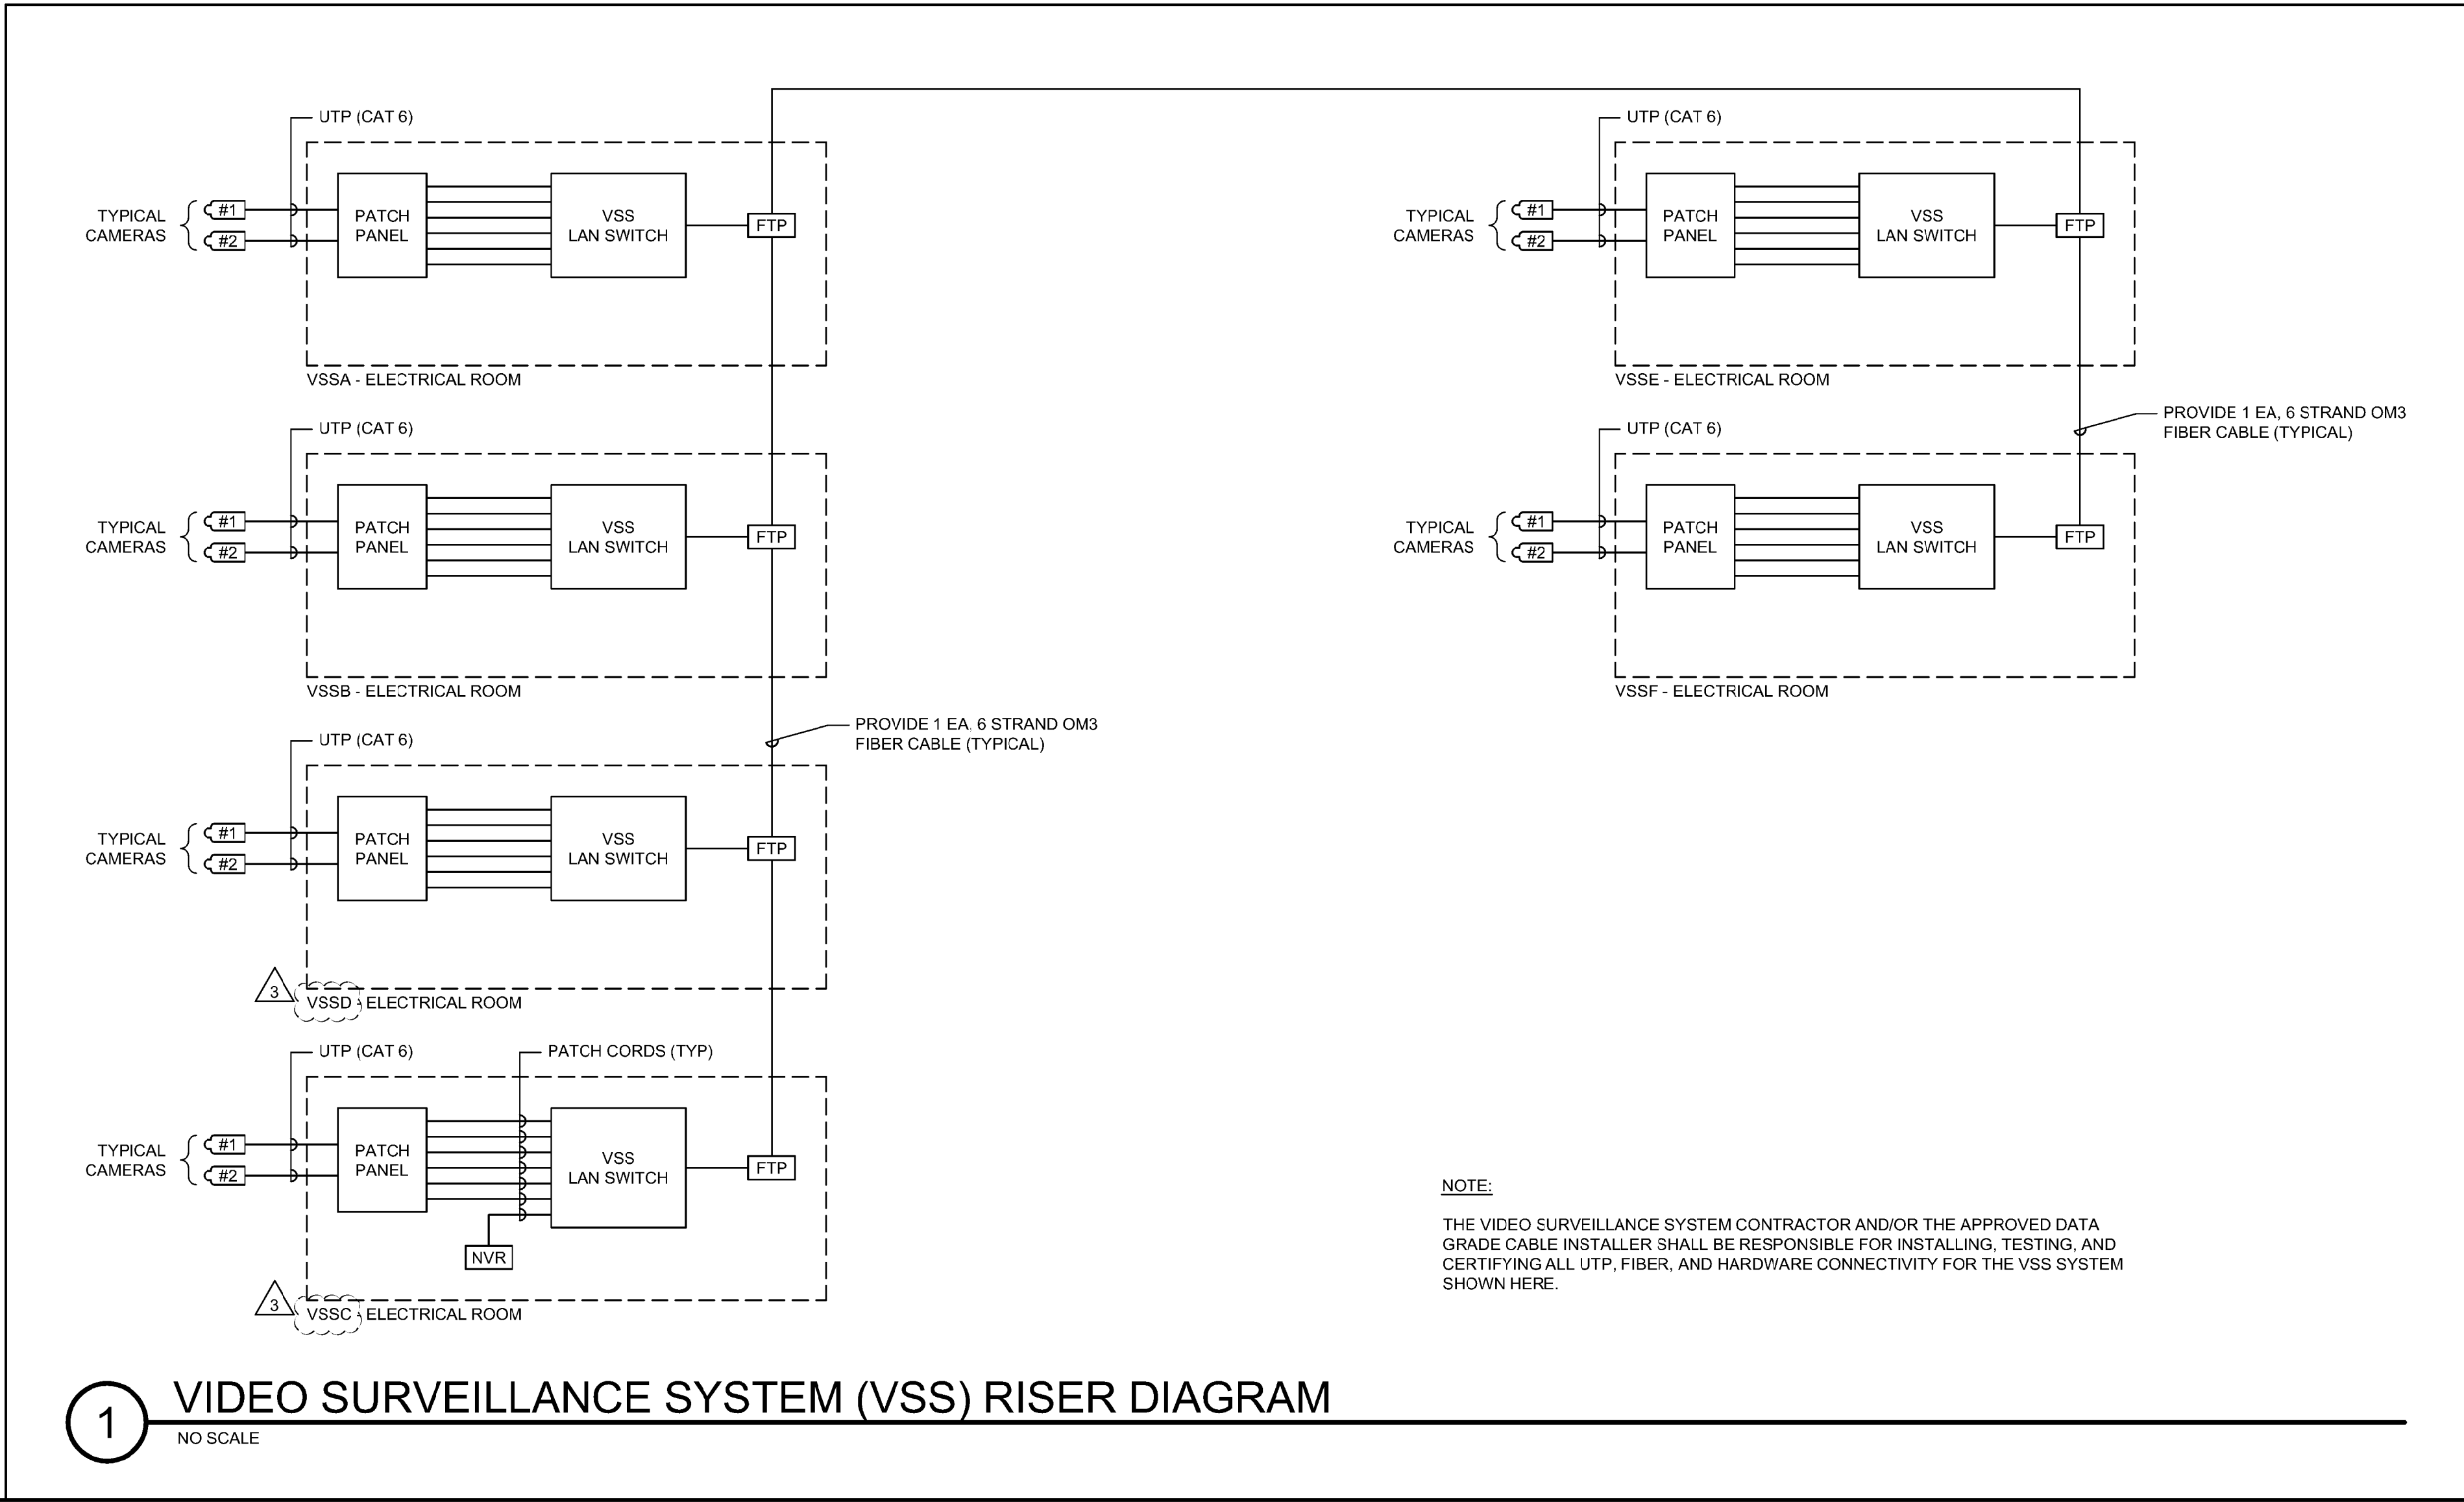 UTP (CAT 6)
TYPICAL
CAMERAS
#1
#2
PATCH
PANEL
VSS
LAN SWITCH
FTP
VSSA - ELECTRICAL ROOM
UTP (CAT 6)
TYPICAL
CAMERAS
#1
#2
PATCH
PANEL
VSS
LAN SWITCH
FTP
VSSB - ELECTRICAL ROOM
PROVIDE 1 EA, 6 STRAND OM3
FIBER CABLE (TYPICAL)
UTP (CAT 6)
TYPICAL
CAMERAS
#1
#2
PATCH
PANEL
VSS
LAN SWITCH
FTP
3
VSSD - ELECTRICAL ROOM
UTP (CAT 6)
PATCH CORDS (TYP)
TYPICAL
CAMERAS
#1
#2
PATCH
PANEL
VSS
LAN SWITCH
FTP
NVR
3
VSSC - ELECTRICAL ROOM
UTP (CAT 6)
TYPICAL
CAMERAS
#1
#2
PATCH
PANEL
VSS
LAN SWITCH
FTP
VSSE - ELECTRICAL ROOM
PROVIDE 1 EA, 6 STRAND OM3
FIBER CABLE (TYPICAL)
UTP (CAT 6)
TYPICAL
CAMERAS
#1
#2
PATCH
PANEL
VSS
LAN SWITCH
FTP
VSSF - ELECTRICAL ROOM
NOTE:
THE VIDEO SURVEILLANCE SYSTEM CONTRACTOR AND/OR THE APPROVED DATA
GRADE CABLE INSTALLER SHALL BE RESPONSIBLE FOR INSTALLING, TESTING, AND
CERTIFYING ALL UTP, FIBER, AND HARDWARE CONNECTIVITY FOR THE VSS SYSTEM
SHOWN HERE.
1
VIDEO SURVEILLANCE SYSTEM (VSS) RISER DIAGRAM
NO SCALE